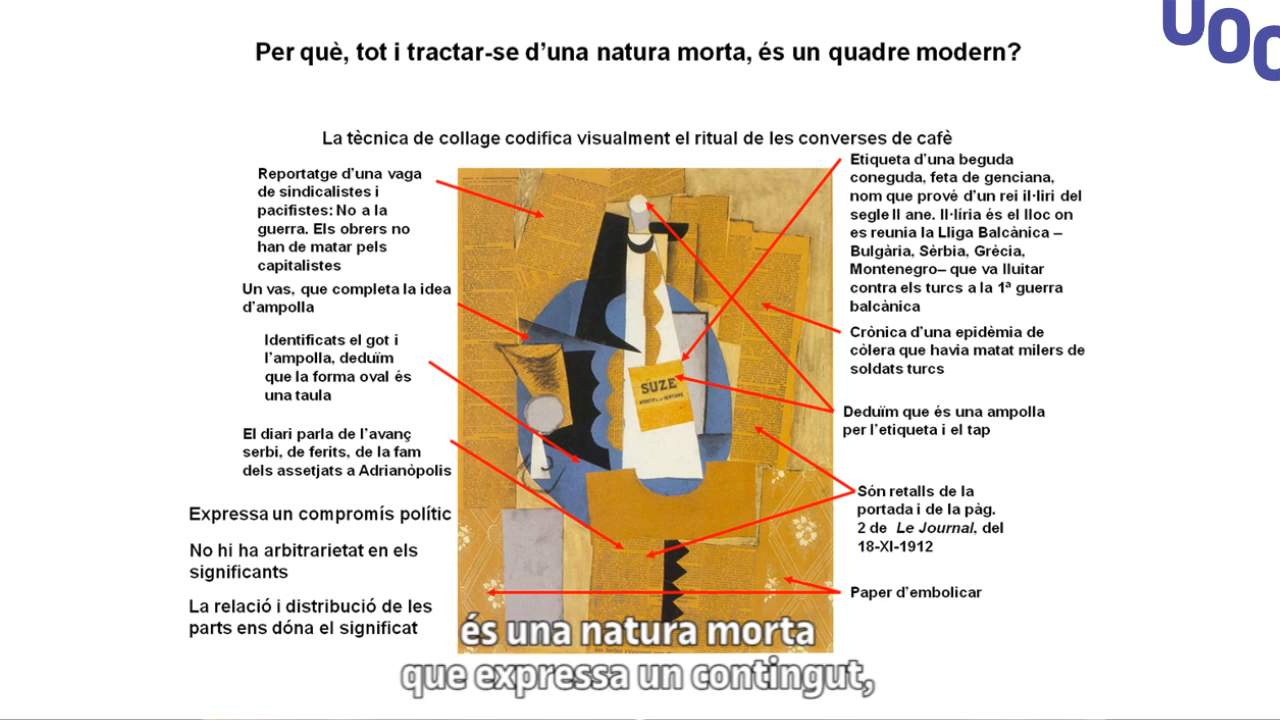 UOC
Per què, tot i tractar-se d'una natura morta, és un quadre modern?
La tècnica de collage codifica visualment el ritual de les converses de cafè
Reportatge d'una vaga
de sindicalistes i
pacifistes: No a la
guerra. Els obrers no
han de matar pels
capitalistes
Un vas, que completa la idea
d'ampolla
Identificats el got i
l'ampolla, deduïm
que la forma oval és
una taula
El diari parla de l'avanç
serbi, de ferits, de la fam
dels assetjats a Adrianòpolis
Expressa un compromís polític
No hi ha arbitrarietat en els
significants
La relació i distribució de les
parts ens dóna el significat
SUZE
Etiqueta d'una beguda
coneguda, feta de genciana,
nom que prové d'un rei il·liri del
segle II ane. Il·líria és el lloc on
es reunia la Lliga Balcànica –
Bulgària, Sèrbia, Grècia,
Montenegro– que va lluitar
contra els turcs a la 1ª guerra
balcànica
Crònica d'una epidèmia de
còlera que havia matat milers de
soldats turcs
Deduïm que és una ampolla
per l'etiqueta i el tap
Són retalls de la
portada i de la pàg.
2 de Le Journal, del
18-XI-1912
Paper d'embolicar
és una natura morta
que expressa un contingut,